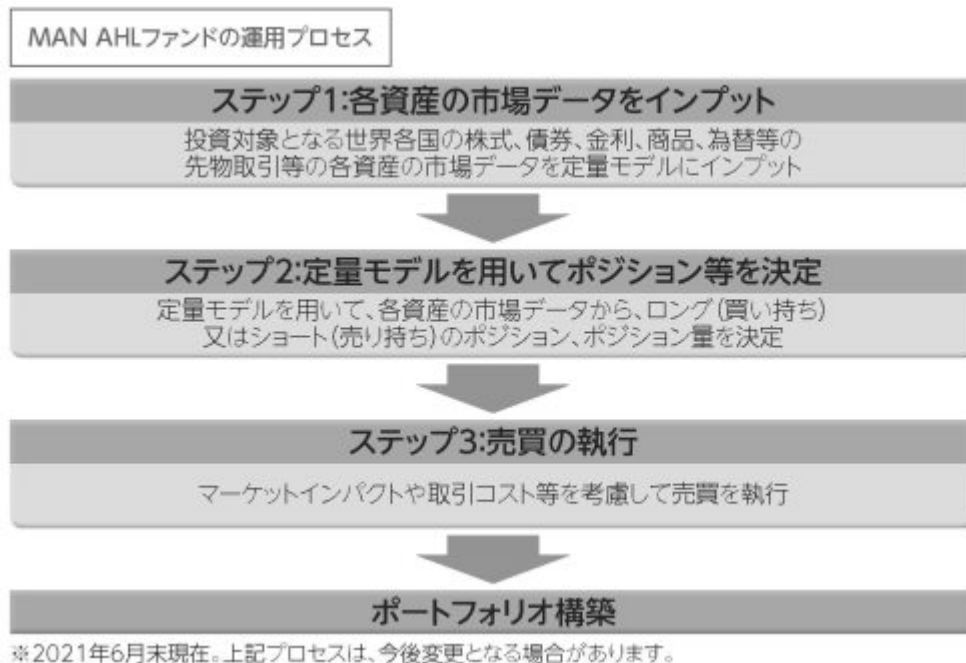 MAN AHLファンドの運用プロセス
ステップ1:各資産の市場データをインプット
投資対象となる世界各国の株式、債券、金利、商品、為替等の
先物取引等の各資産の市場データを定量モデルにインプット
ステップ2:定量モデルを用いてポジション等を決定
定量モデルを用いて、各資産の市場データから、ロング(買い持ち)
又はショート(売り持ち)のポジション、ポジション量を決定
ステップ3:売買の執行
マーケットインパクトや取引コスト等を考慮して売買を執行
ポートフォリオ構築
※2021年6月末現在。上記プロセスは、今後変更となる場合があります。